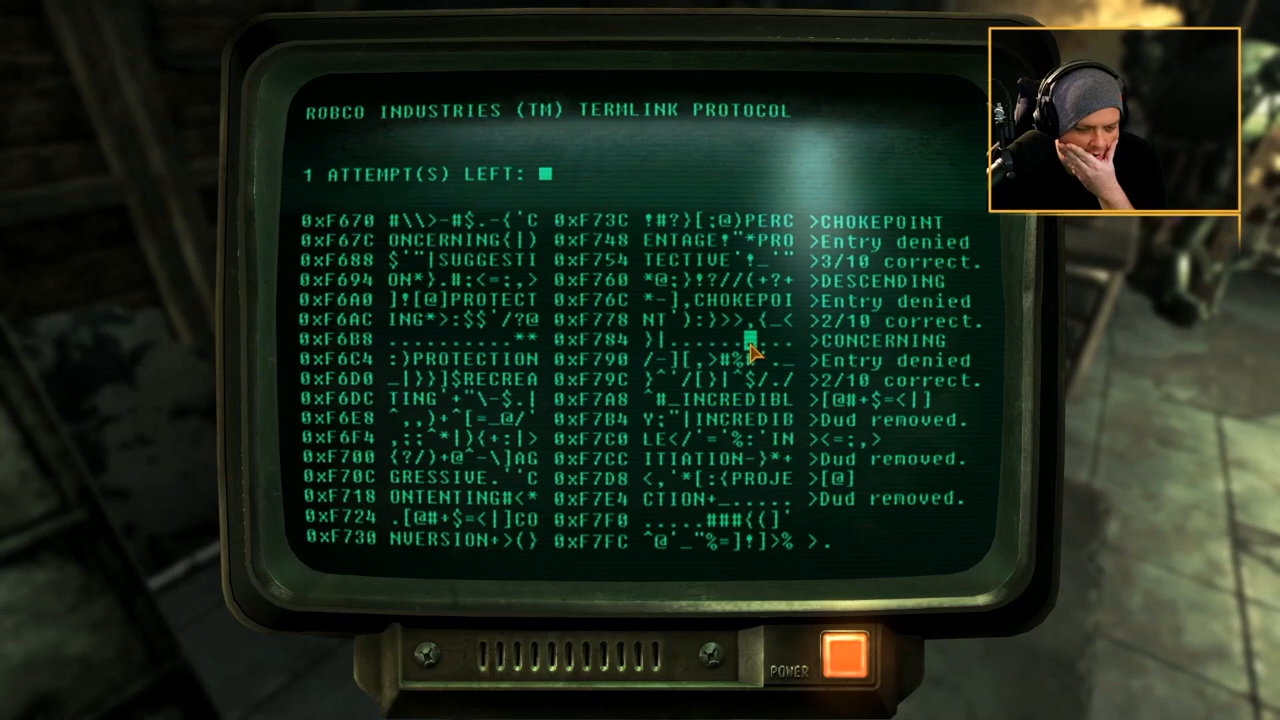 ROBCO INDUSTRIES (TM) TERMLINK PROTOCOL
1 ATTEMPT(S) LEFT:
0xF670 #\\>-#$.-{'C 0xF73C !#?}[;@)PERC >CHOKEPOINT
0xF67C ONCERNING{|) 0xF748 ENTAGE!"*PRO >Entry denied
0xF688 $'"|SUGGESTI 0xF754 TECTIVE'!_'" >3/10 correct.
0xF694 ON*}.#:<=;,> 0xF760 *@:}!?//(+?+ >DESCENDING
0xF6A0 ]![@]PROTECT 0xF76C *-],CHOKEPOI >Entry denied
0xF6AC ING*>:$$'/?@ 0xF778 NT'):}>>,{_< >2/10 correct.
0xF6B8 ..........** 0xF784 }|.......... >CONCERNING
0xF6C4 :)PROTECTION 0xF790 /-][,>#% ._ >Entry denied
0xF6D0 _|}}]$RECREA 0xF79C }^'/[}|^$/./ >2/10 correct.
0xF6DC TING'+"\-$.| 0xF7A8 ^#_INCREDIBL >[@#+$=<|]
0xF6E8 ^,,)+^[=_@/' 0xF7B4 Y;"|INCREDIB >Dud removed.
0xF6F4 ,;:^*|){+:|> 0xF7C0 LE</'='%:'IN ><=;,>
0xF700 {?/)+@^-\]AG 0xF7CC ITIATION-}*+ >Dud removed.
0xF70C GRESSIVE.''C 0xF7D8 <,'*[:{PROJE >[@]
0xF718 ONTENTING#<* 0xF7E4 CTION+_..... >Dud removed.
0xF724 .[@#+$=<|]CO 0xF7F0 .....###{(]'
0xF730 NVERSION+>(} 0xF7FC ^@'_"%=]!]>% >.
POWER